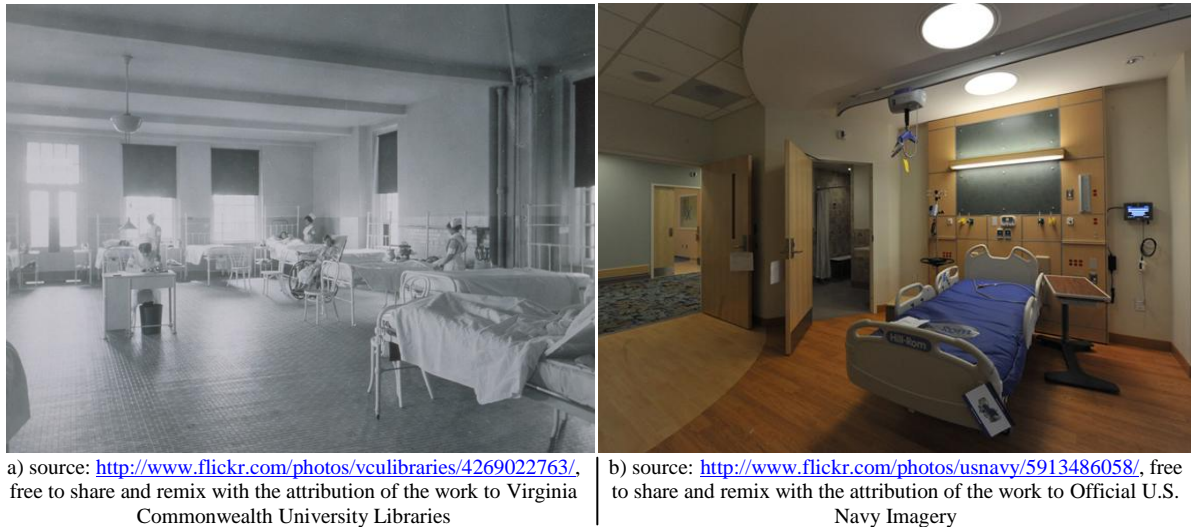 Hill-Rom
a) source: http://www.flickr.com/photos/vculibraries/4269022763/,
free to share and remix with the attribution of the work to Virginia
Commonwealth University Libraries
b) source: http://www.flickr.com/photos/usnavy/5913486058/, free
to share and remix with the attribution of the work to Official U.S.
Navy Imagery